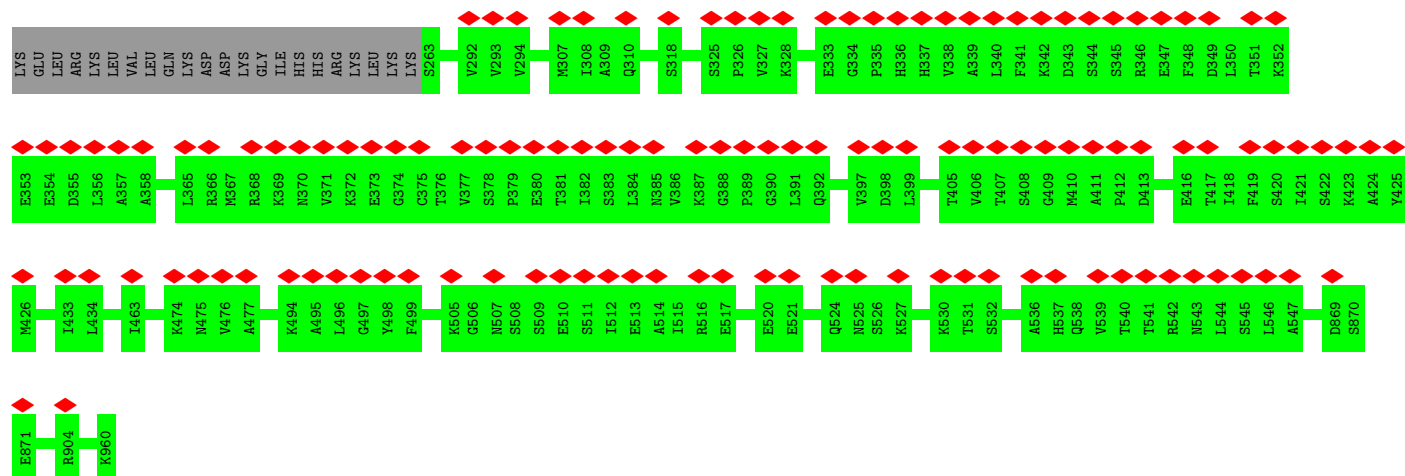 LYS GLU LEU ARG LYS LEU VAL LEU GLN LYS ASP ASP LYS GLY ILE HIS HIS ARG LYS LEU LYS LYS S263 V292 V293 V294 M307 I308 A309 Q310 S318 S325 P326 V327 K328 E333 G334 P335 H336 H337 V338 A339 L340 F341 K342 D343 S344 S345 R346 E347 F348 D349 L350 T351 K352
E353 E354 D355 L356 A357 A358 L365 R366 M367 R368 K369 N370 V371 K372 E373 G374 C375 T376 V377 S378 P379 E380 T381 I382 S383 L384 N385 V386 K387 G388 P389 G390 L391 Q392 V397 D398 L399 T405 V406 T407 S408 G409 M410 A411 P412 D413 E416 T417 I418 F419 S420 I421 S422 K423 A424 Y425
M426 I433 L434 I463 K474 N475 V476 A477 K494 A495 L496 G497 Y498 F499 K505 G506 N507 S508 S509 E510 S511 I512 E513 A514 I515 R516 E517 E520 E521 Q524 N525 S526 K527 K530 T531 S532 A536 H537 Q538 V539 T540 T541 R542 N543 L544 S545 L546 A547 D869 S870
E871 R904 K960